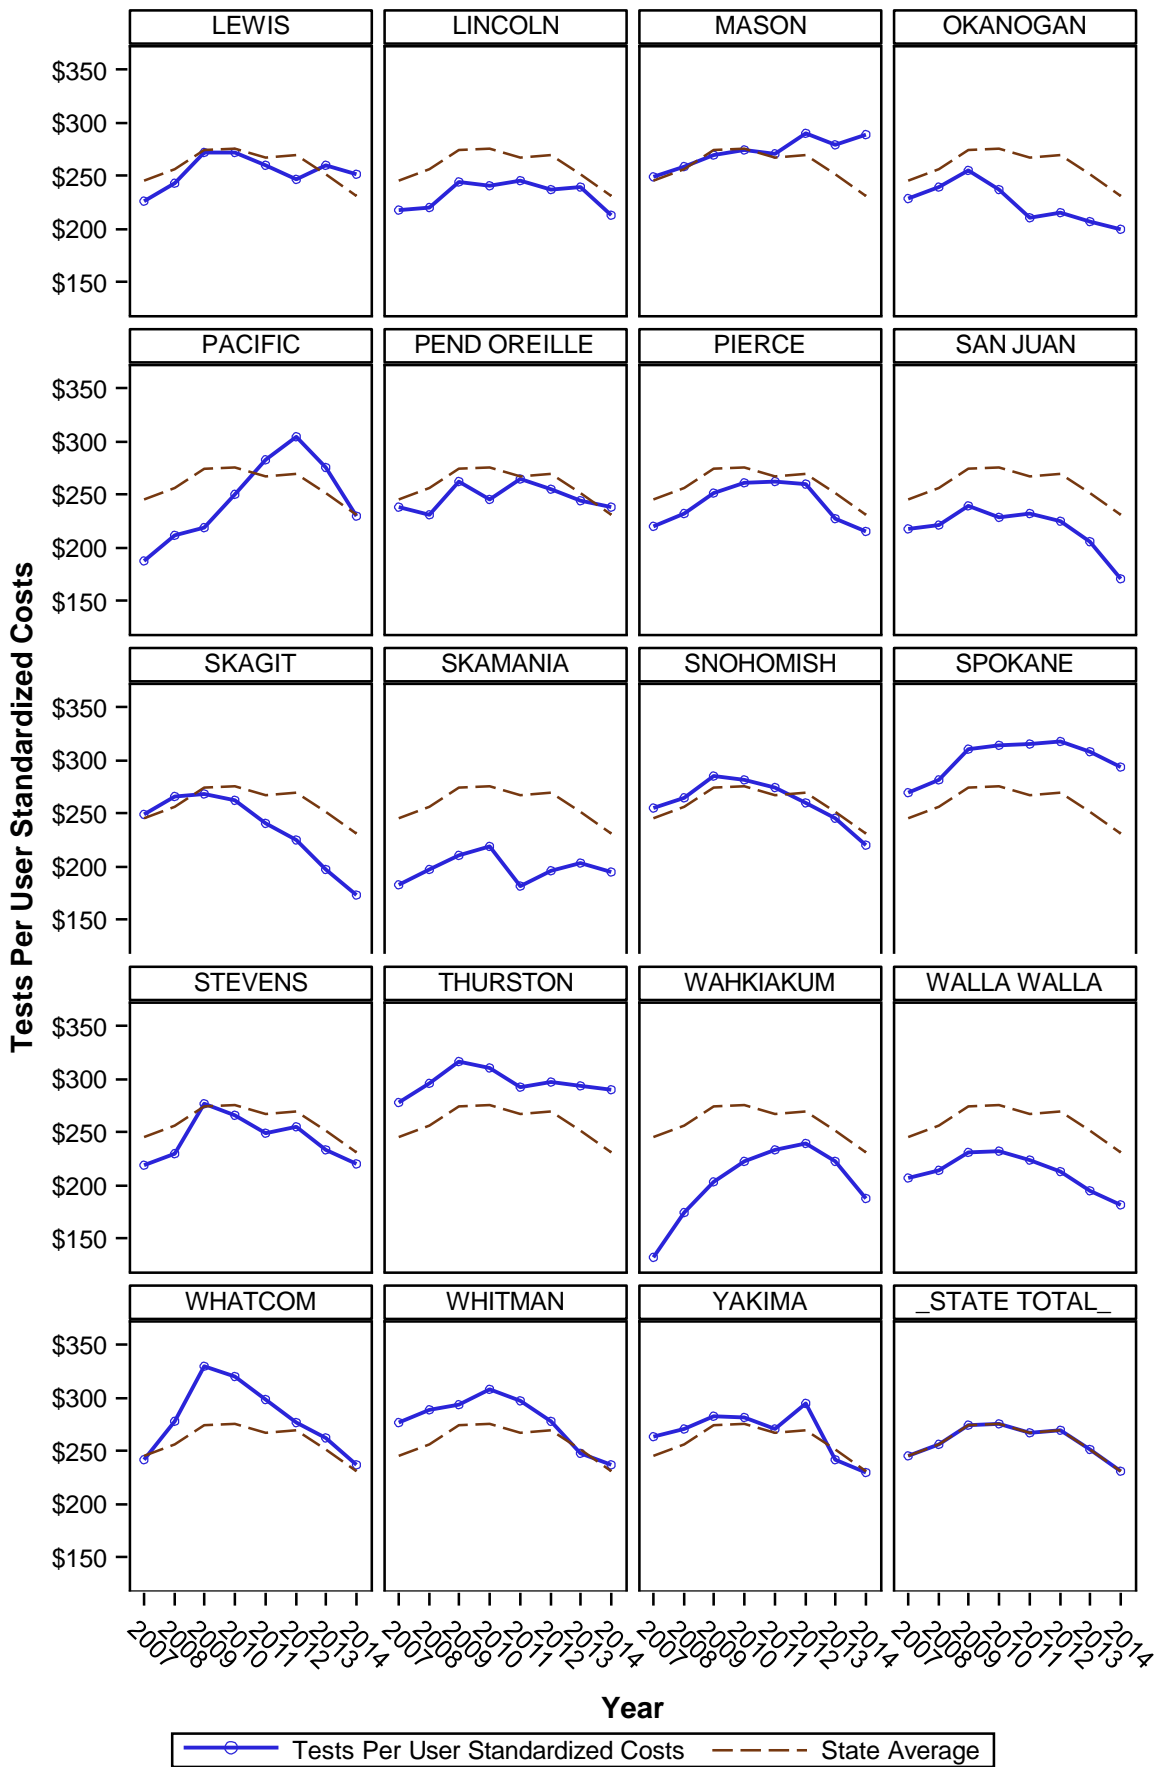 LEWIS LINCOLN MASON OKANOGAN
$350
$300
$250
$200
$150
PACIFIC PEND OREILLE PIERCE SAN JUAN
$350
$300
$250
$200
$150
Tests Per User Standardized Costs
SKAGIT SKAMANIA SNOHOMISH SPOKANE
$350
$300
$250
$200
$150
STEVENS THURSTON WAHKIAKUM WALLA WALLA
$350
$300
$250
$200
$150
WHATCOM WHITMAN YAKIMA _STATE TOTAL_
$350
$300
$250
$200
$150
2007 2008 2009 2010 2011 2012 2013 2014 2007 2008 2009 2010 2011 2012 2013 2014 2007 2008 2009 2010 2011 2012 2013 2014 2007 2008 2009 2010 2011 2012 2013 2014
Year
Tests Per User Standardized Costs State Average